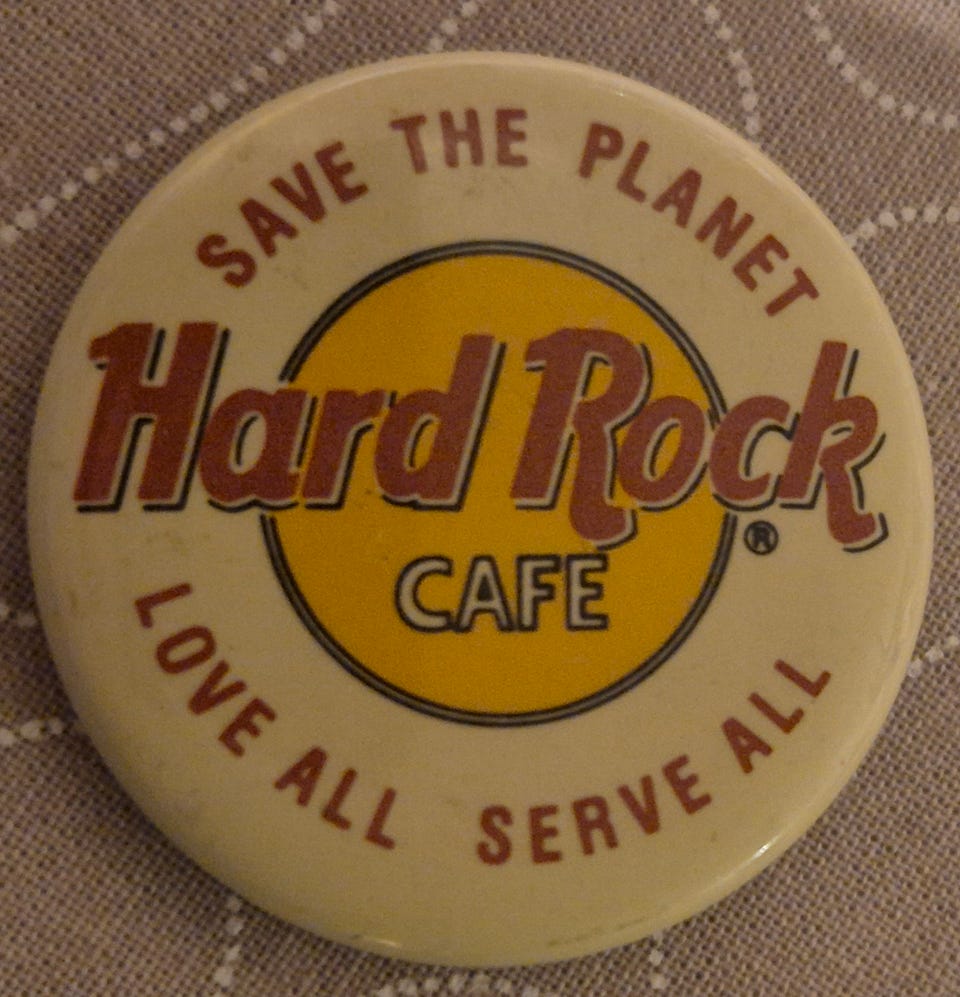 SAVE THE PLANET
Hard Rock
®
CAFE
LOVE ALL SERVE ALL